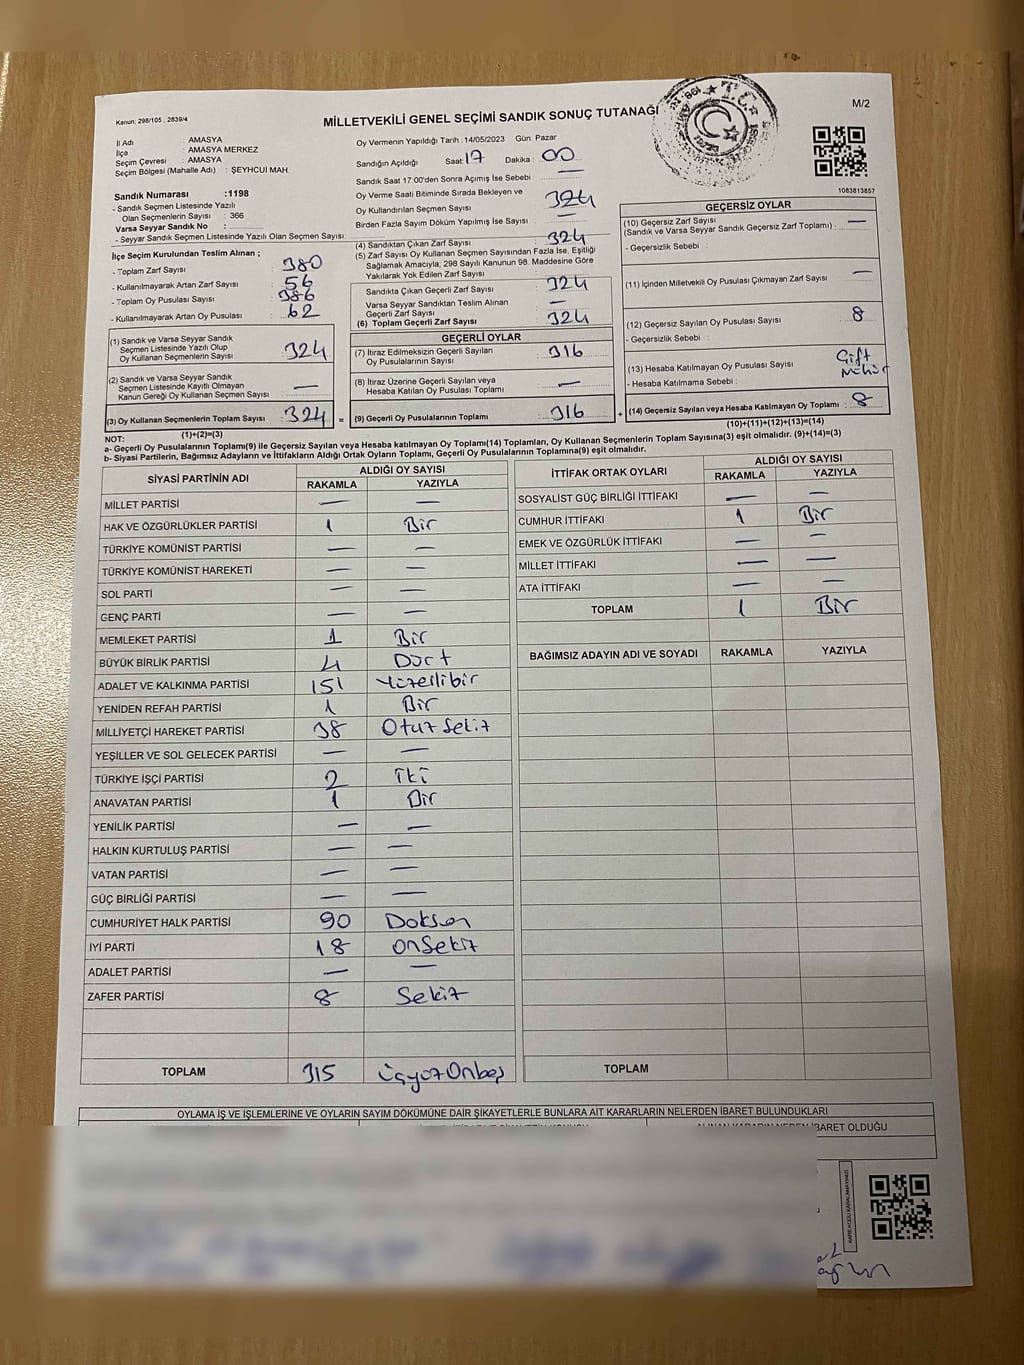 Kanun; 298/105 , 2839/4
MİLLETVEKİLİ GENEL SEÇİMİ SANDIK SONUÇ TUTANAĞI
M/2
T.C.
1083813857
İl Adı : AMASYA
İlçe : AMASYA MERKEZ
Seçim Çevresi : AMASYA
Seçim Bölgesi (Mahalle Adı) : ŞEYHCUİ MAH.
Sandık Numarası :1198
- Sandık Seçmen Listesinde Yazılı
Olan Seçmenlerin Sayısı : 366
Varsa Seyyar Sandık No :
- Seyyar Sandık Seçmen Listesinde Yazılı Olan Seçmen Sayısı:
İlçe Seçim Kurulundan Teslim Alınan ;
- Toplam Zarf Sayısı : 380
- Kullanılmayarak Artan Zarf Sayısı : 56
- Toplam Oy Pusulası Sayısı : 386
- Kullanılmayarak Artan Oy Pusulası : 62
(1) Sandık ve Varsa Seyyar Sandık
Seçmen Listesinde Yazılı Olup
Oy Kullanan Seçmenlerin Sayısı : 324
(2) Sandık ve Varsa Seyyar Sandık
Seçmen Listesinde Kayıtlı Olmayan
Kanun Gereği Oy Kullanan Seçmen Sayısı : —
(3) Oy Kullanan Seçmenlerin Toplam Sayısı : 324 =
(1)+(2)=(3)
Oy Vermenin Yapıldığı Tarih :14/05/2023 Gün: Pazar
Sandığın Açıldığı Saat: 17 Dakika : 00
Sandık Saat 17:00'den Sonra Açımış İse Sebebi : —
Oy Verme Saati Bitiminde Sırada Bekleyen ve
Oy Kullandırılan Seçmen Sayısı : 324
Birden Fazla Sayım Döküm Yapılmış İse Sayısı : —
(4) Sandıktan Çıkan Zarf Sayısı : 324
(5) Zarf Sayısı Oy Kullanan Seçmen Sayısından Fazla İse, Eşitliği
Sağlamak Amacıyla, 298 Sayılı Kanunun 98. Maddesine Göre
Yakılarak Yok Edilen Zarf Sayısı :
Sandıkta Çıkan Geçerli Zarf Sayısı : 324
Varsa Seyyar Sandıktan Teslim Alınan
Geçerli Zarf Sayısı : —
(6) Toplam Geçerli Zarf Sayısı : 324
GEÇERLİ OYLAR
(7) İtiraz Edilmeksizin Geçerli Sayılan
Oy Pusulalarının Sayısı : 316
(8) İtiraz Üzerine Geçerli Sayılan veya
Hesaba Katılan Oy Pusulası Toplamı : —
(9) Geçerli Oy Pusulalarının Toplamı : 316 +
GEÇERSİZ OYLAR
(10) Geçersiz Zarf Sayısı
(Sandık ve Varsa Seyyar Sandık Geçersiz Zarf Toplamı) : —
- Geçersizlik Sebebi :
(11) İçinden Milletvekili Oy Pusulası Çıkmayan Zarf Sayısı : —
(12) Geçersiz Sayılan Oy Pusulası Sayısı : 8
- Geçersizlik Sebebi :
(13) Hesaba Katılmayan Oy Pusulası Sayısı : Çift
- Hesaba Katılmama Sebebi : Mühür
(14) Geçersiz Sayılan veya Hesaba Katılmayan Oy Toplamı : 8
(10)+(11)+(12)+(13)=(14)
NOT:
a- Geçerli Oy Pusulalarının Toplamı(9) ile Geçersiz Sayılan veya Hesaba katılmayan Oy Toplamı(14) Toplamları, Oy Kullanan Seçmenlerin Toplam Sayısına(3) eşit olmalıdır. (9)+(14)=(3)
b- Siyasi Partilerin, Bağımsız Adayların ve İttifakların Aldığı Ortak Oyların Toplamı, Geçerli Oy Pusulalarının Toplamına(9) eşit olmalıdır.
SİYASİ PARTİNİN ADI ALDIĞI OY SAYISI
RAKAMLA YAZIYLA
MİLLET PARTİSİ — —
HAK VE ÖZGÜRLÜKLER PARTİSİ 1 Bir
TÜRKİYE KOMÜNİST PARTİSİ — —
TÜRKİYE KOMÜNİST HAREKETİ — —
SOL PARTİ — —
GENÇ PARTİ — —
MEMLEKET PARTİSİ 1 Bir
BÜYÜK BİRLİK PARTİSİ 4 Dört
ADALET VE KALKINMA PARTİSİ 151 Yüzellibir
YENİDEN REFAH PARTİSİ 1 Bir
MİLLİYETÇİ HAREKET PARTİSİ 38 Otuz Sekiz
YEŞİLLER VE SOL GELECEK PARTİSİ — —
TÜRKİYE İŞÇİ PARTİSİ 2 İki
ANAVATAN PARTİSİ 1 Bir
YENİLİK PARTİSİ — —
HALKIN KURTULUŞ PARTİSİ — —
VATAN PARTİSİ — —
GÜÇ BİRLİĞİ PARTİSİ — —
CUMHURİYET HALK PARTİSİ 90 Doksan
İYİ PARTİ 18 OnSekiz
ADALET PARTİSİ — —
ZAFER PARTİSİ 8 Sekiz
TOPLAM 315 ÜçyüzOnbeş
İTTİFAK ORTAK OYLARI ALDIĞI OY SAYISI
RAKAMLA YAZIYLA
SOSYALİST GÜÇ BİRLİĞİ İTTİFAKI — —
CUMHUR İTTİFAKI 1 Bir
EMEK VE ÖZGÜRLÜK İTTİFAKI — —
MİLLET İTTİFAKI — —
ATA İTTİFAKI — —
TOPLAM 1 Bir
BAĞIMSIZ ADAYIN ADI VE SOYADI RAKAMLA YAZIYLA
TOPLAM
OYLAMA İŞ VE İŞLEMLERİNE VE OYLARIN SAYIM DÖKÜMÜNE DAİR ŞİKAYETLERLE BUNLARA AİT KARARLARIN NELERDEN İBARET BULUNDUKLARI
ALINAN KARARIN NEDEN İBARET OLDUĞU
KARE KODU KARALAMAYINIZ!